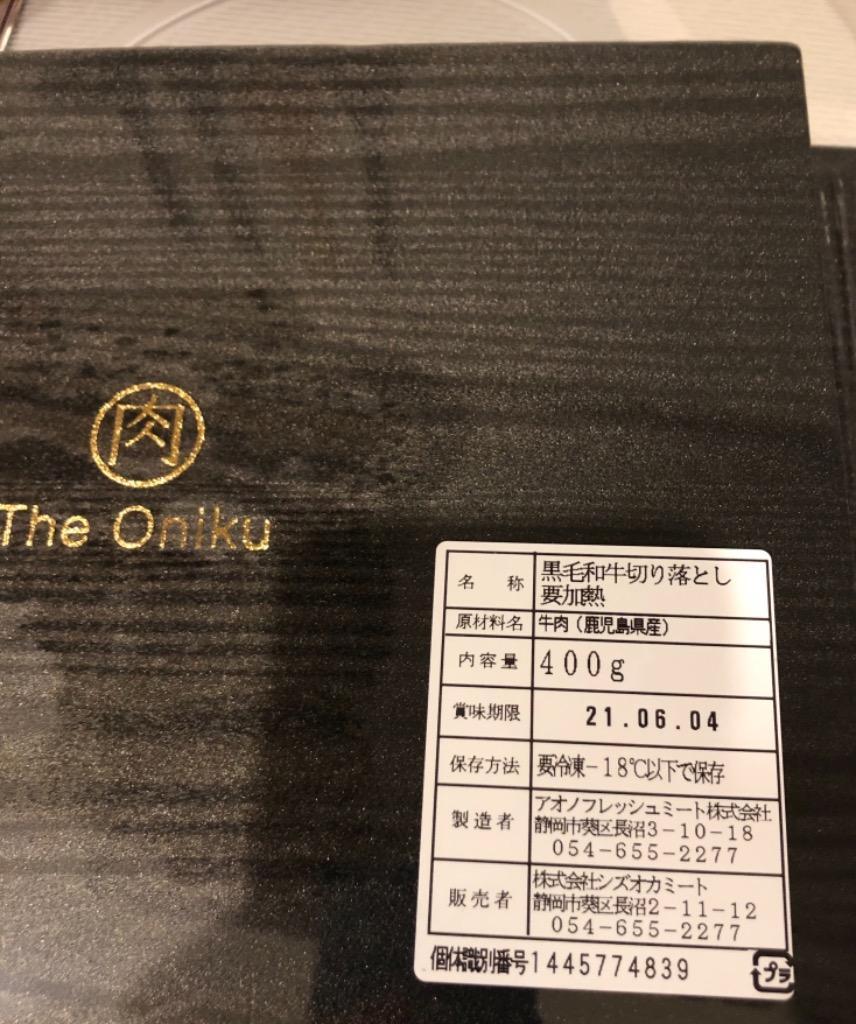 肉
The Oniku
名称 黒毛和牛切り落とし
要加熱
原材料名 牛肉(鹿児島県産)
内容量 400g
賞味期限 21.06.04
保存方法 要冷凍-18℃以下で保存
製造者 アオノフレッシュミート株式会社
静岡市葵区長沼3-10-18
054-655-2277
販売者 株式会社シズオカミート
静岡市葵区長沼2-11-12
054-655-2277
個体識別番号1445774839
プラ